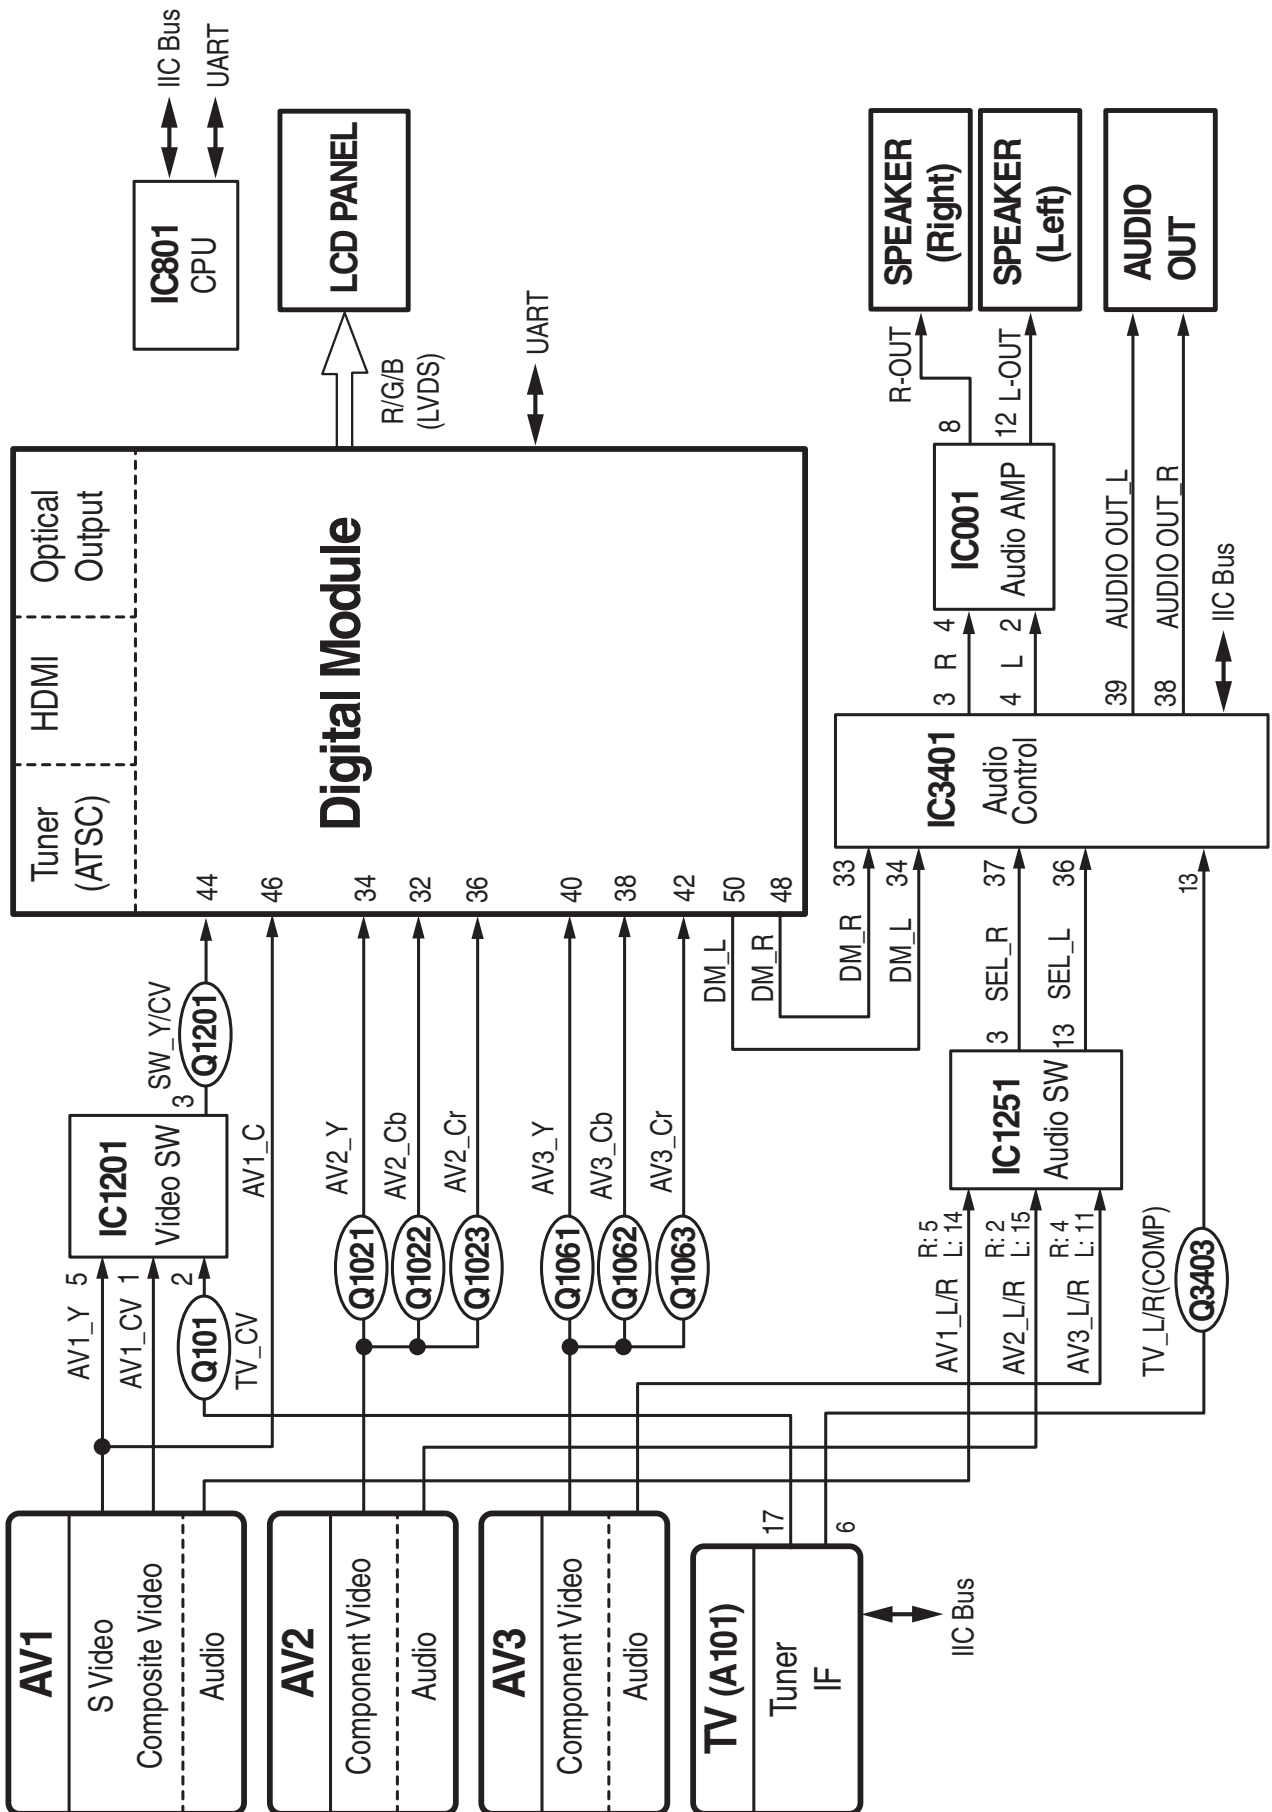 AV1
S Video
Composite Video
Audio
AV2
Component Video
Audio
AV3
Component Video
Audio
TV (A101)
Tuner
IF
17
6
IIC Bus
AV1_Y
5
AV1_CV
1
Q101
2
TV_CV
IC1201
Video SW
3
SW_Y/CV
Q1201
AV1_C
Q1021
AV2_Y
Q1022
AV2_Cb
Q1023
AV2_Cr
Q1061
AV3_Y
Q1062
AV3_Cb
Q1063
AV3_Cr
AV1_L/R
R: 5
L: 14
AV2_L/R
R: 2
L: 15
AV3_L/R
R: 4
L: 11
TV_L/R(COMP)
Q3403
IC1251
Audio SW
3
SEL_R
37
13
SEL_L
36
DM_L
DM_R
DM_R
33
DM_L
34
13
Tuner
(ATSC)
HDMI
Optical
Output
Digital Module
44
46
34
32
36
40
38
42
50
48
IC3401
Audio
Control
3
R
4
4
L
2
39
AUDIO OUT_L
38
AUDIO OUT_R
IIC Bus
IC001
Audio AMP
8
R-OUT
12
L-OUT
R/G/B
(LVDS)
UART
IC801
CPU
IIC Bus
UART
LCD PANEL
SPEAKER
(Right)
SPEAKER
(Left)
AUDIO
OUT